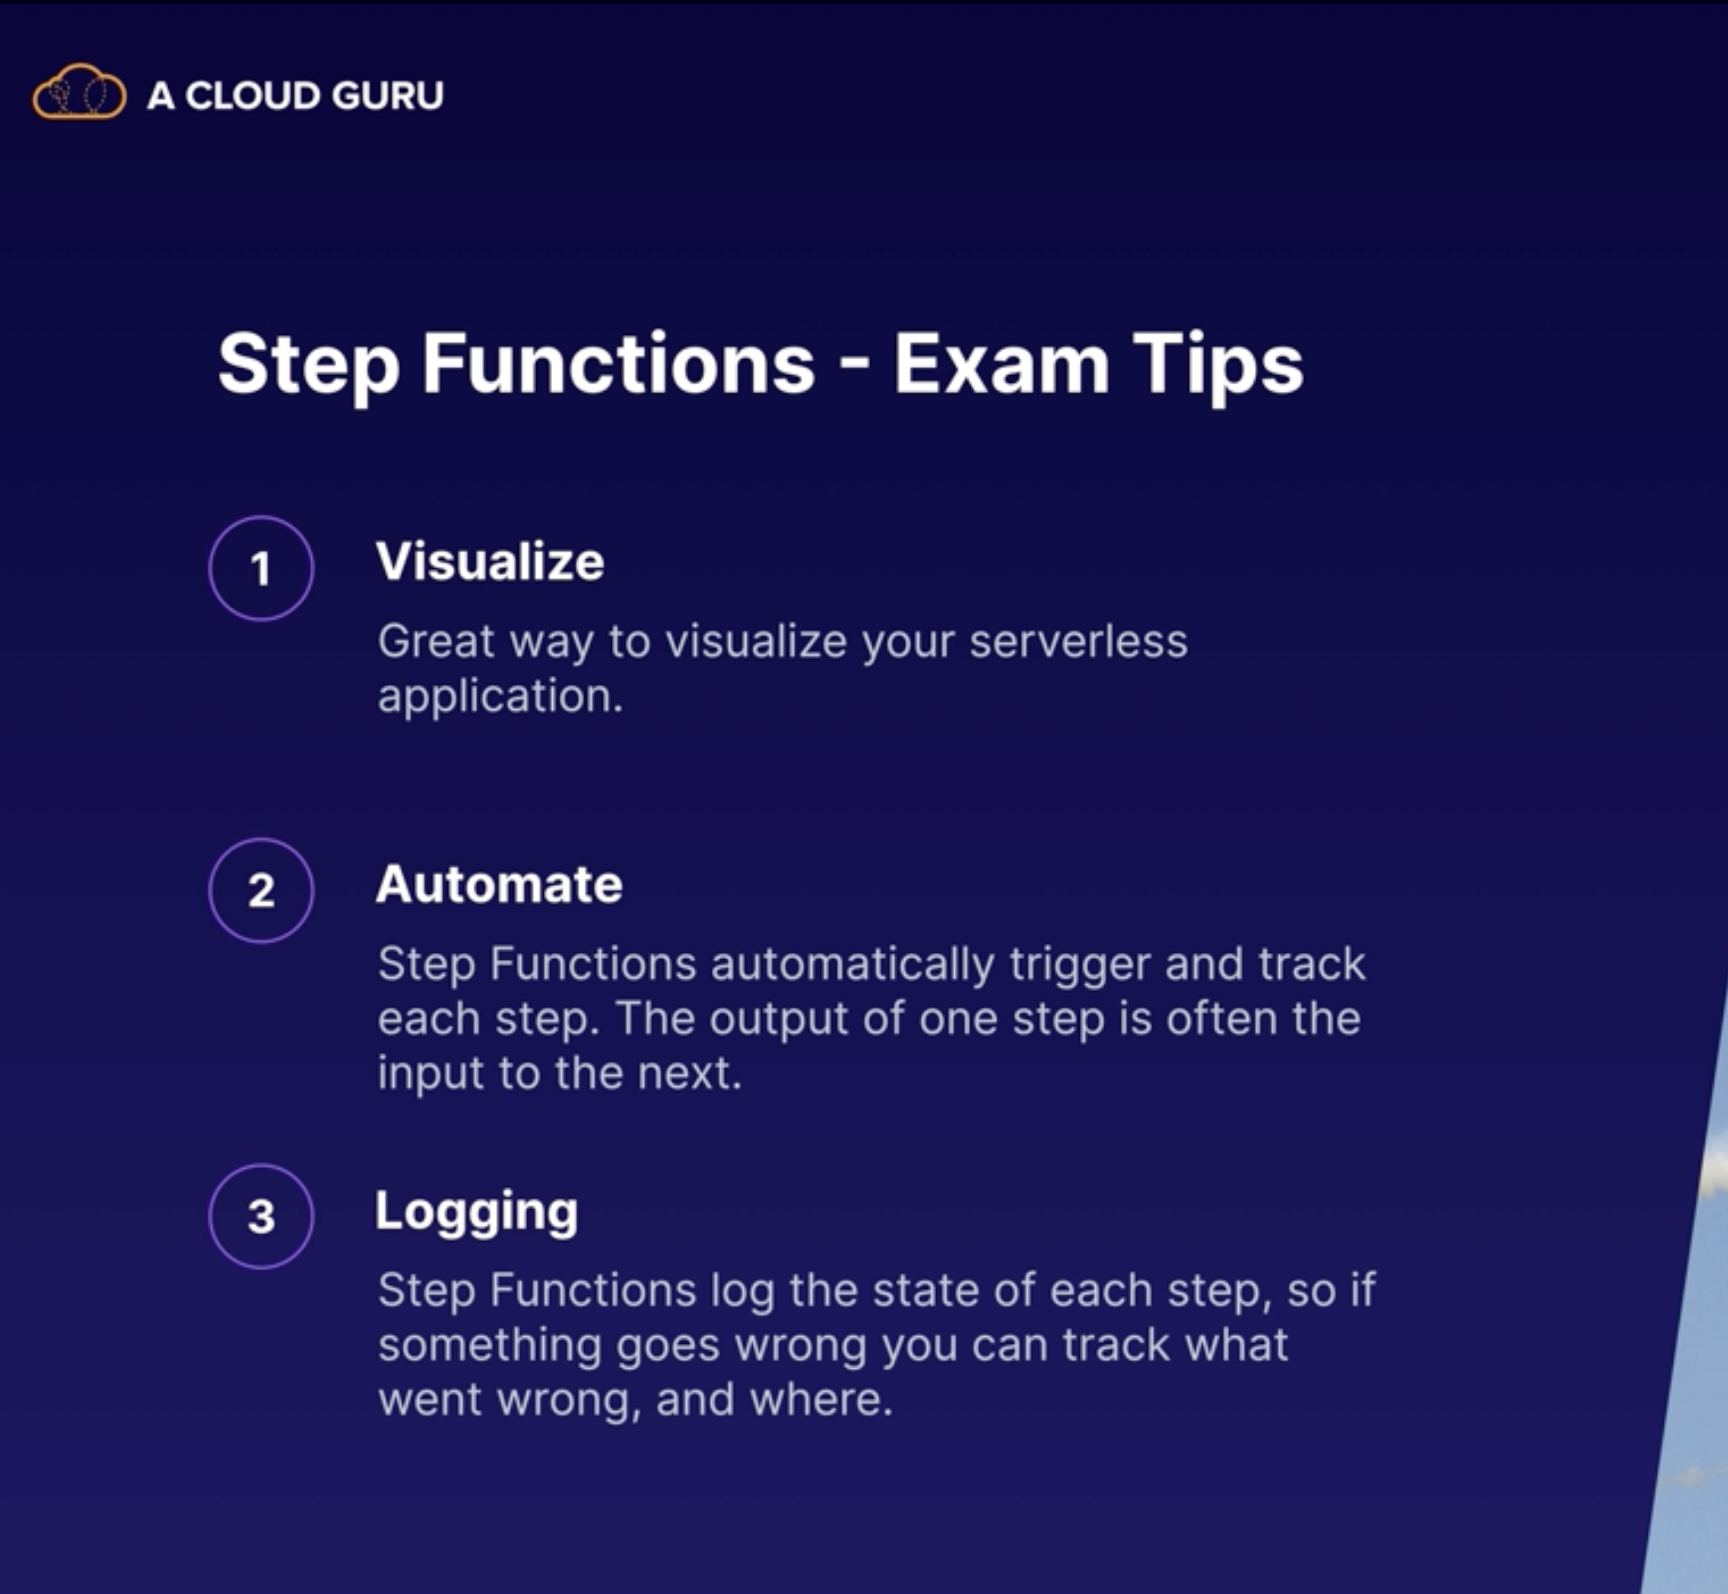 A CLOUD GURU
Step Functions - Exam Tips
1
Visualize
Great way to visualize your serverless
application.
2
Automate
Step Functions automatically trigger and track
each step. The output of one step is often the
input to the next.
3
Logging
Step Functions log the state of each step, so if
something goes wrong you can track what
went wrong, and where.